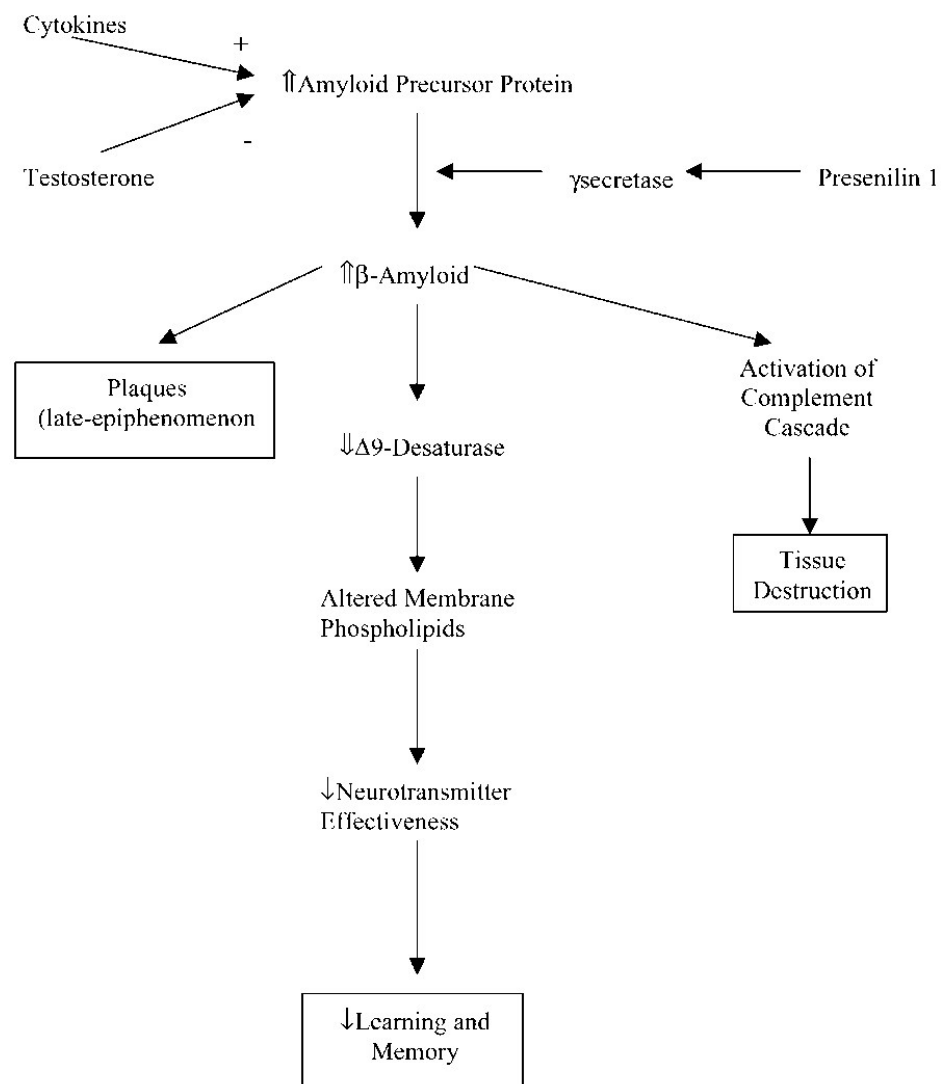 Cytokines
+
⇑Amyloid Precursor Protein
-
Testosterone
γsecretase
Presenilin 1
⇑β-Amyloid
Plaques
(late-epiphenomenon
Activation of
Complement
Cascade
⇓Δ9-Desaturase
Tissue
Destruction
Altered Membrane
Phospholipids
↓Neurotransmitter
Effectiveness
↓Learning and
Memory